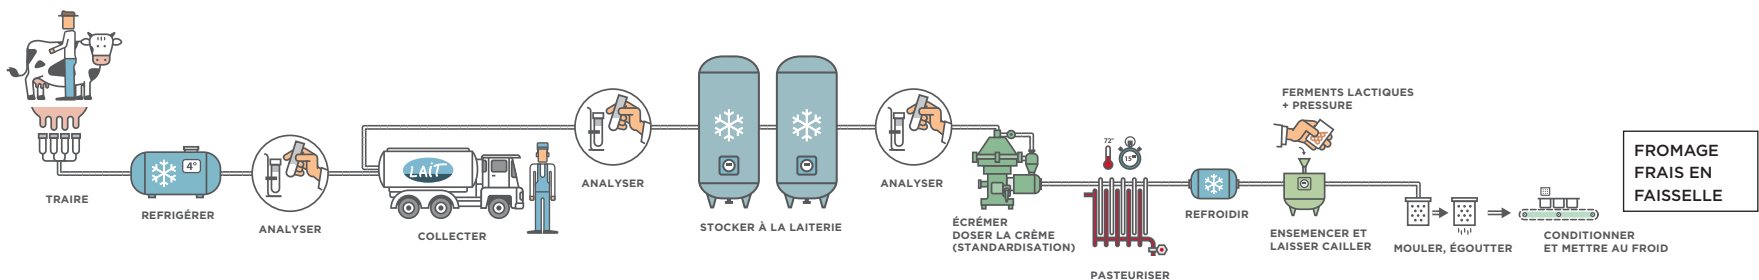 TRAIRE
4°
REFRIGÉRER
ANALYSER
LAIT
COLLECTER
ANALYSER
STOCKER À LA LAITERIE
ANALYSER
ÉCRÉMER
DOSER LA CRÈME
(STANDARDISATION)
72°
15
PASTEURISER
REFROIDIR
FERMENTS LACTIQUES
+ PRESSURE
ENSEMENCER ET
LAISSER CAILLER
MOULER, ÉGOUTTER
CONDITIONNER
ET METTRE AU FROID
FROMAGE
FRAIS EN
FAISSELLE